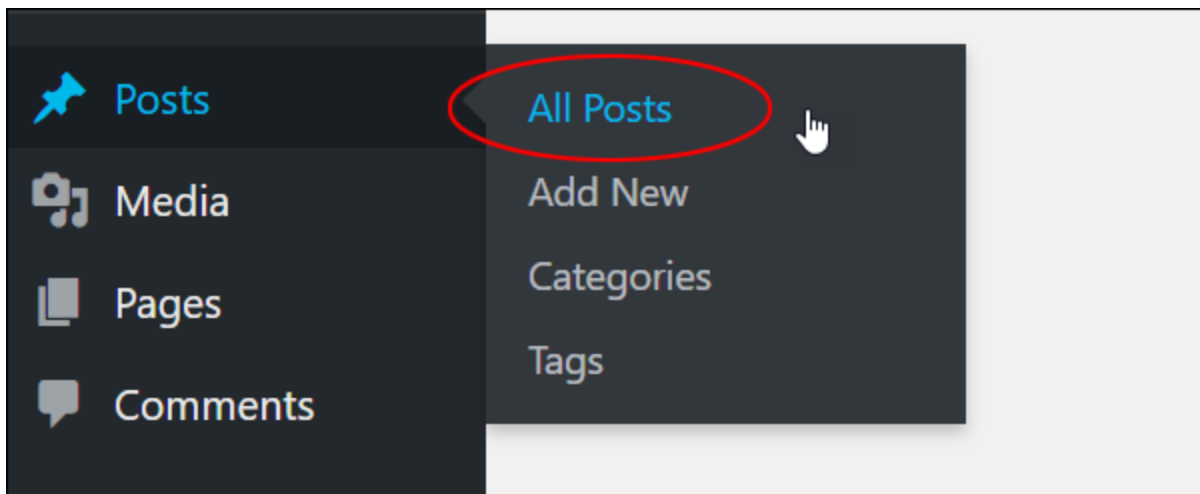 Posts
Media
Pages
Comments
All Posts
Add New
Categories
Tags